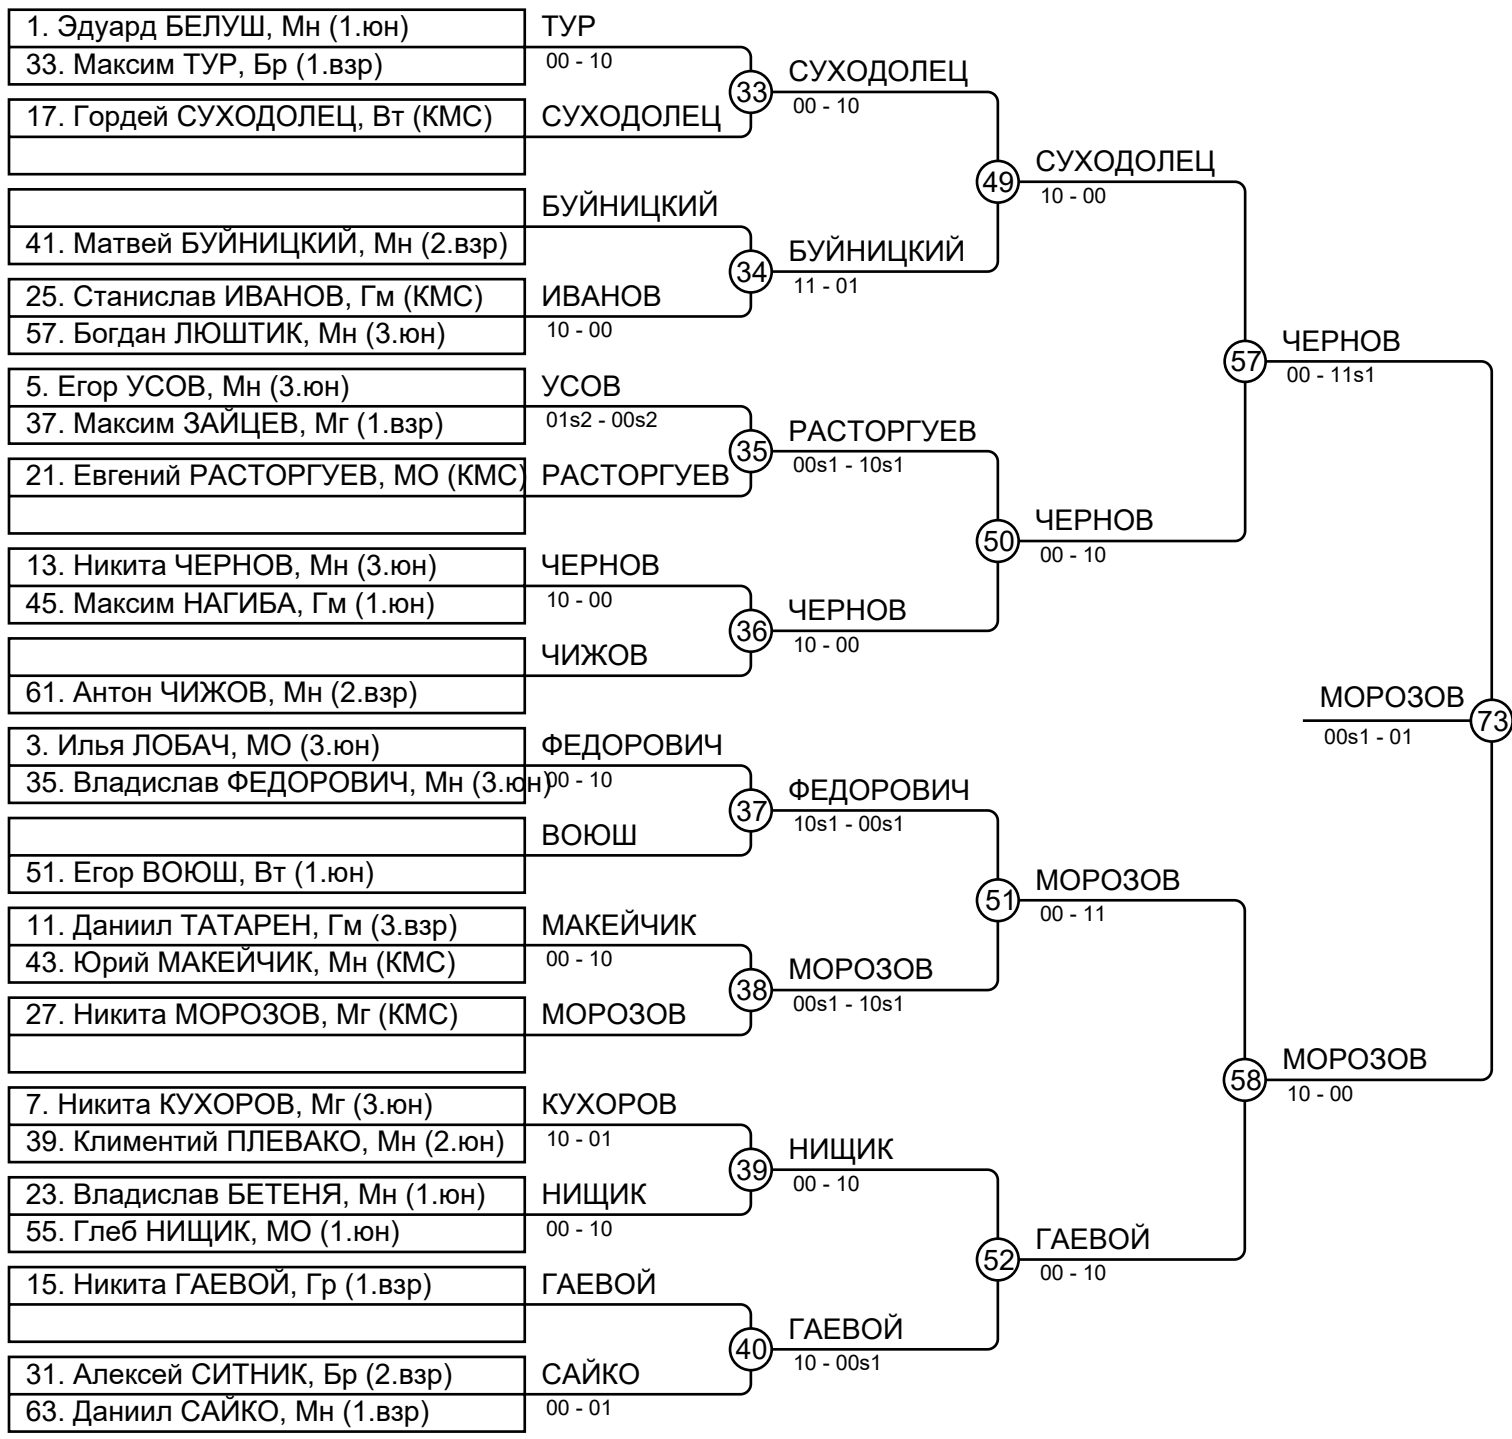 1. Эдуард БЕЛУШ, Мн (1.юн)
33. Максим ТУР, Бр (1.взр)
17. Гордей СУХОДОЛЕЦ, Вт (КМС)
41. Матвей БУЙНИЦКИЙ, Мн (2.взр)
25. Станислав ИВАНОВ, Гм (КМС)
57. Богдан ЛЮШТИК, Мн (3.юн)
5. Егор УСОВ, Мн (3.юн)
37. Максим ЗАЙЦЕВ, Мг (1.взр)
21. Евгений РАСТОРГУЕВ, МО (КМС)
13. Никита ЧЕРНОВ, Мн (3.юн)
45. Максим НАГИБА, Гм (1.юн)
61. Антон ЧИЖОВ, Мн (2.взр)
3. Илья ЛОБАЧ, МО (3.юн)
35. Владислав ФЕДОРОВИЧ, Мн (3.юн)
51. Егор ВОЮШ, Вт (1.юн)
11. Даниил ТАТАРЕН, Гм (3.взр)
43. Юрий МАКЕЙЧИК, Мн (КМС)
27. Никита МОРОЗОВ, Мг (КМС)
7. Никита КУХОРОВ, Мг (3.юн)
39. Климентий ПЛЕВАКО, Мн (2.юн)
23. Владислав БЕТЕНЯ, Мн (1.юн)
55. Глеб НИЩИК, МО (1.юн)
15. Никита ГАЕВОЙ, Гр (1.взр)
31. Алексей СИТНИК, Бр (2.взр)
63. Даниил САЙКО, Мн (1.взр)
ТУР
00 - 10
СУХОДОЛЕЦ
БУЙНИЦКИЙ
ИВАНОВ
10 - 00
УСОВ
01s2 - 00s2
РАСТОРГУЕВ
ЧЕРНОВ
10 - 00
ЧИЖОВ
ФЕДОРОВИЧ
00 - 10
ВОЮШ
МАКЕЙЧИК
00 - 10
МОРОЗОВ
КУХОРОВ
10 - 01
НИЩИК
00 - 10
ГАЕВОЙ
САЙКО
00 - 01
33
34
35
36
37
38
39
40
СУХОДОЛЕЦ
00 - 10
БУЙНИЦКИЙ
11 - 01
РАСТОРГУЕВ
00s1 - 10s1
ЧЕРНОВ
10 - 00
ФЕДОРОВИЧ
10s1 - 00s1
МОРОЗОВ
00s1 - 10s1
НИЩИК
00 - 10
ГАЕВОЙ
10 - 00s1
49
50
51
52
СУХОДОЛЕЦ
10 - 00
ЧЕРНОВ
00 - 10
МОРОЗОВ
00 - 11
ГАЕВОЙ
00 - 10
57
58
ЧЕРНОВ
00 - 11s1
МОРОЗОВ
10 - 00
МОРОЗОВ
00s1 - 01
73